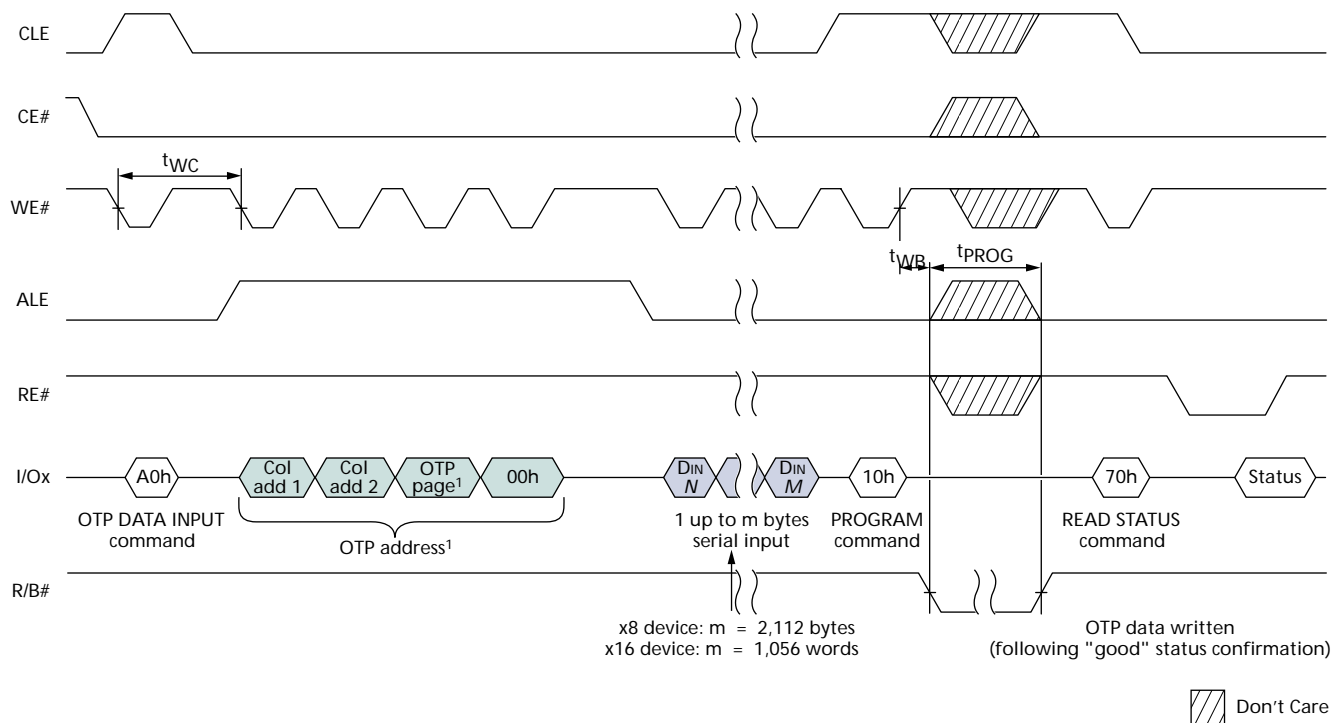 CLE
CE#
tWC
WE#
tWB
tPROG
ALE
RE#
I/Ox
A0h
Col
add 1
Col
add 2
OTP
page1
00h
DIN
N
DIN
M
10h
70h
Status
OTP DATA INPUT
command
OTP address1
1 up to m bytes
serial input
PROGRAM
command
READ STATUS
command
R/B#
x8 device: m = 2,112 bytes
x16 device: m = 1,056 words
OTP data written
(following "good" status confirmation)
Don't Care